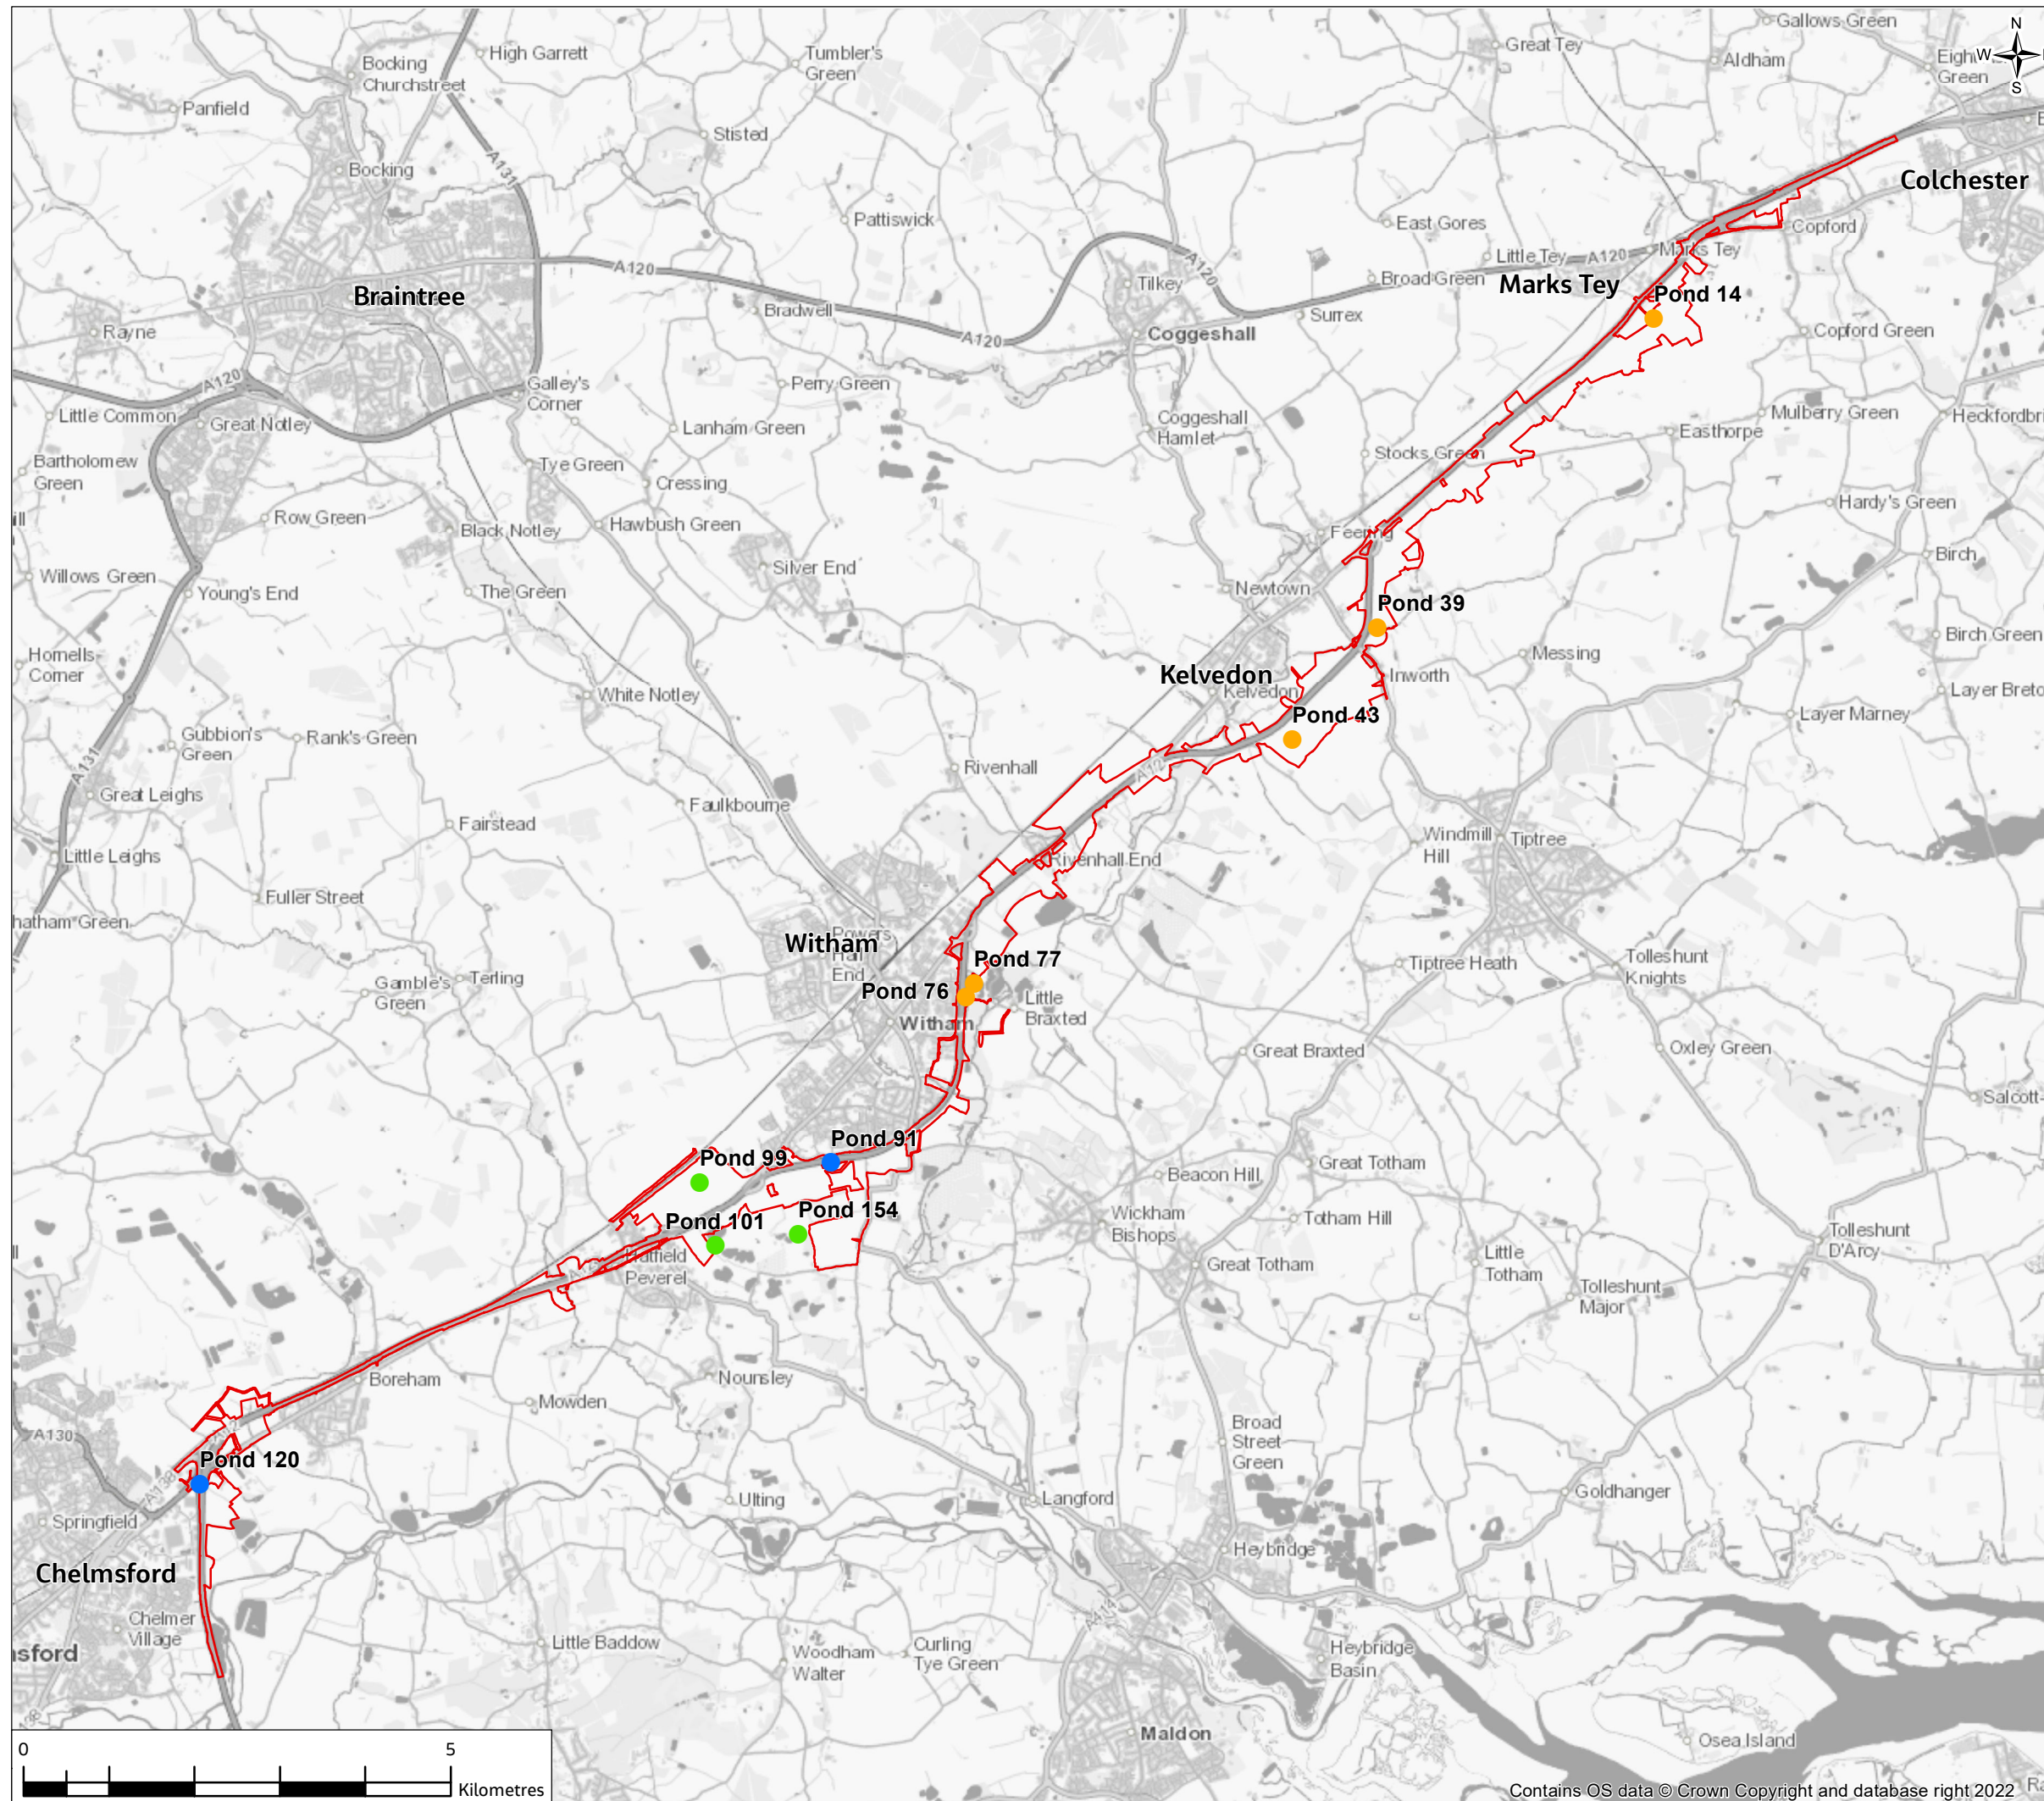 High Garrett
Tumbler's
Green
Great Tey
Gallows Green
N
W
S
Bocking
Churchstreet
Aldham
Green
Panfield
Stisted
Bocking
A131
Colchester
Pattiswick
East Gores
Copford
Marks Tey
Little Tey
A120
A120
A120
Broad Green
Tilkey
Marks Tey
Pond 14
Braintree
Bradwell
Surrex
Rayne
A120
Coggeshall
Copford Green
A120
Galley's
Corner
Perry Green
Little Common
Great Notley
Lanham Green
Coggeshall
Hamlet
Mulberry Green
Easthorpe
Bartholomew
Green
Tye Green
Stocks Green
Cressing
Hardy's Green
Row Green
Black Notley
Hawbush Green
Feering
Birch
Silver End
Willows Green
Young's End
The Green
Newtown
Pond 39
Birch Green
Hornells
Corner
Messing
Kelvedon
Inworth
White Notley
Kelvedon
Layer Marney
Pond 43
Gubbion's
Green
Rank's Green
A131
Rivenhall
A12
Great Leighs
Faulkbourne
Fairstead
Windmill
Hill
Tiptree
Little Leighs
Rivenhall End
Fuller Street
Witham
Powers
Hall
End
Pond 77
Tolleshunt
Knights
Tiptree Heath
Gamble's
Green
Terling
Pond 76
Little
Braxted
Witham
Great Braxted
Oxley Green
Pond 91
Pond 99
Great Totham
Beacon Hill
Pond 154
Pond 101
Wickham
Bishops
Totham Hill
Tolleshunt
D'Arcy
Hatfield
Peverel
Great Totham
Little
Totham
Tolleshunt
Major
Boreham
Nounsley
Mowden
A130
Broad
Street
Green
Pond 120
A138
Ulting
Langford
Goldhanger
Springfield
Heybridge
Chelmsford
Chelmer
Village
A414
Little Baddow
Woodham
Walter
Curling
Tye Green
Heybridge
Basin
Maldon
Osea Island
0 5
Kilometres
Contains OS data © Crown Copyright and database right 2022